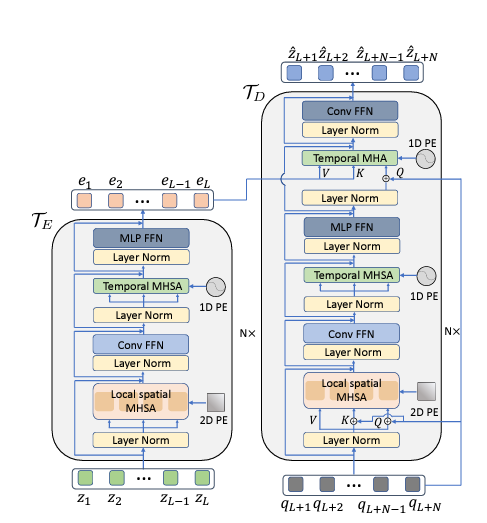 ẑ_{L+1} ẑ_{L+2} ... ẑ_{L+N-1} ẑ_{L+N}
𝒯_D
Conv FFN
Layer Norm
1D PE
Temporal MHA
V K Q
Layer Norm
MLP FFN
Layer Norm
Temporal MHSA
1D PE
Layer Norm
N×
Conv FFN
Layer Norm
Local spatial
MHSA
2D PE
V K Q
Layer Norm
q_{L+1} q_{L+2} ... q_{L+N-1} q_{L+N}
e_1 e_2 ... e_{L-1} e_L
𝒯_E
MLP FFN
Layer Norm
Temporal MHSA
1D PE
Layer Norm
N×
Conv FFN
Layer Norm
Local spatial
MHSA
2D PE
Layer Norm
z_1 z_2 ... z_{L-1} z_L